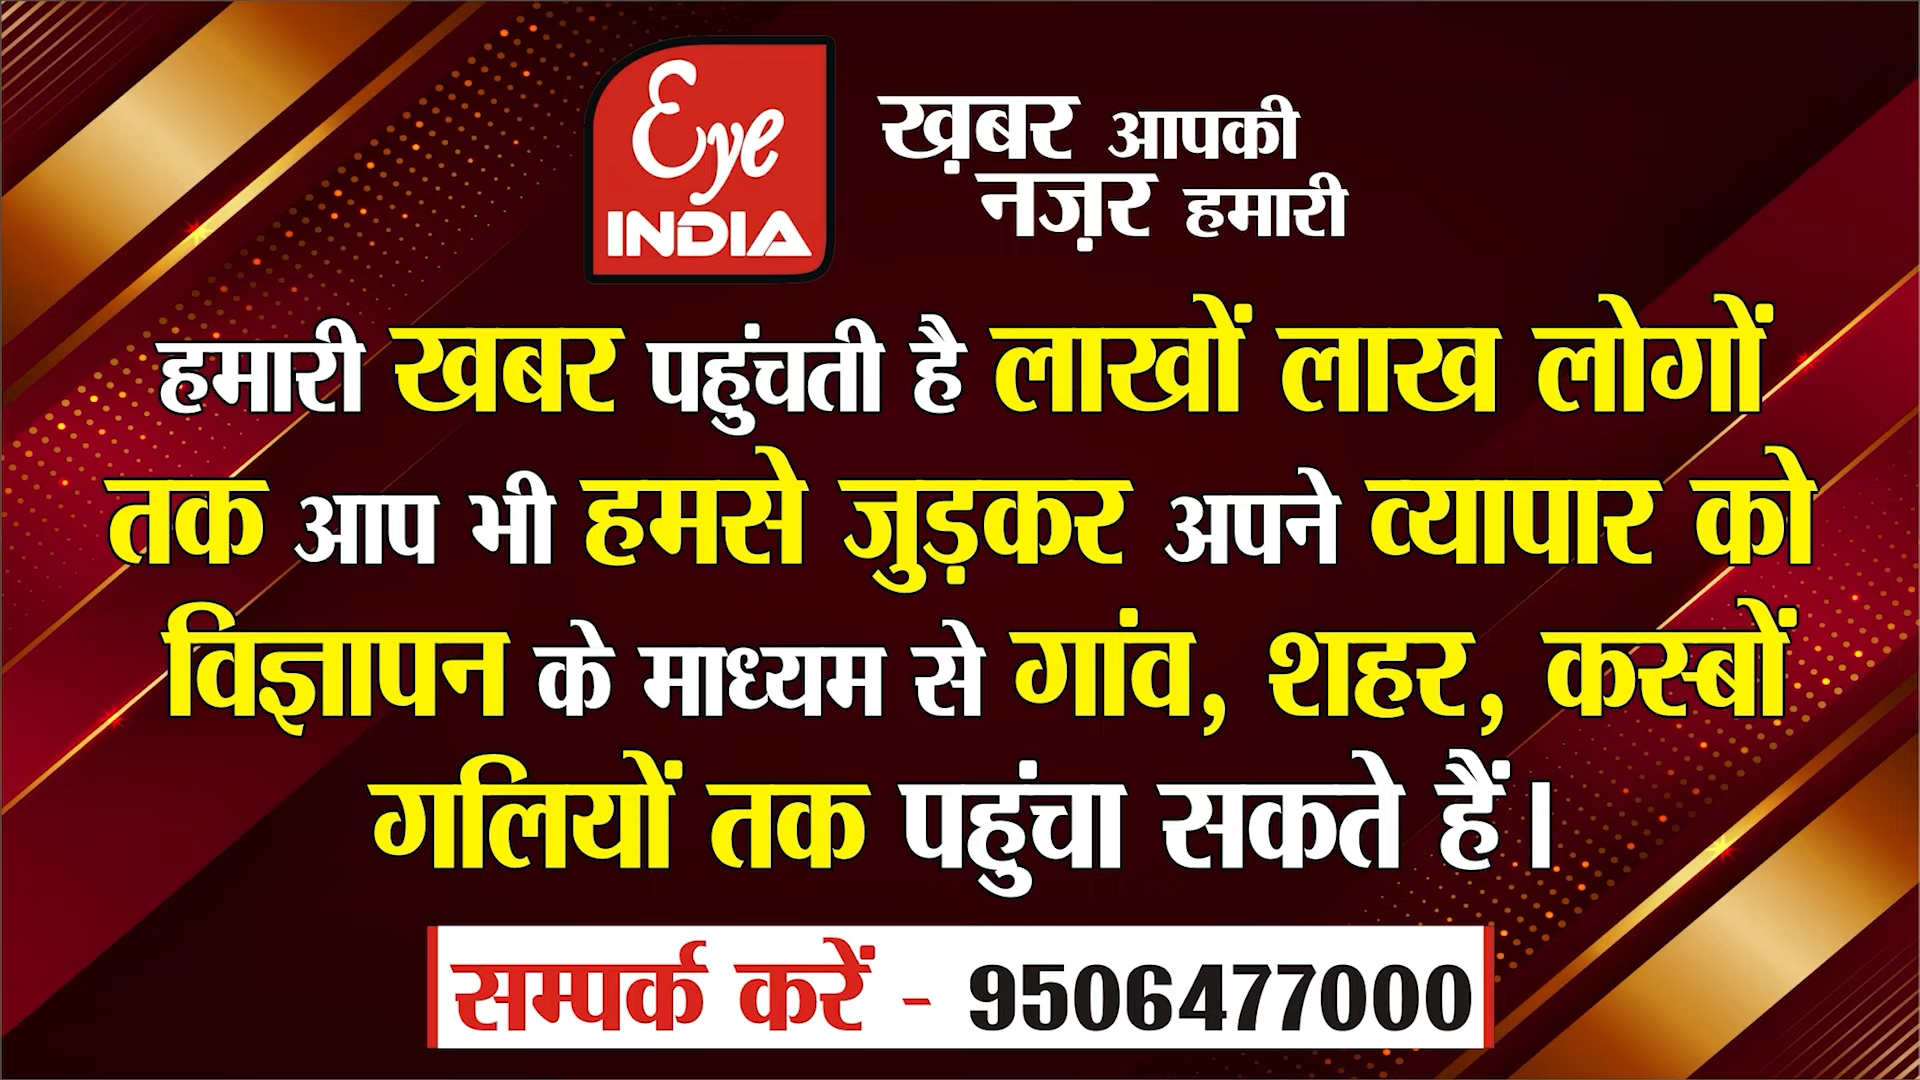 Eye
INDIA
ख़बर आपकी
नज़र हमारी
हमारी खबर पहुंचती है लाखों लाख लोगों
तक आप भी हमसे जुड़कर अपने व्यापार को
विज्ञापन के माध्यम से गांव, शहर, कस्बों
गलियों तक पहुंचा सकते हैं।
सम्पर्क करें - 9506477000